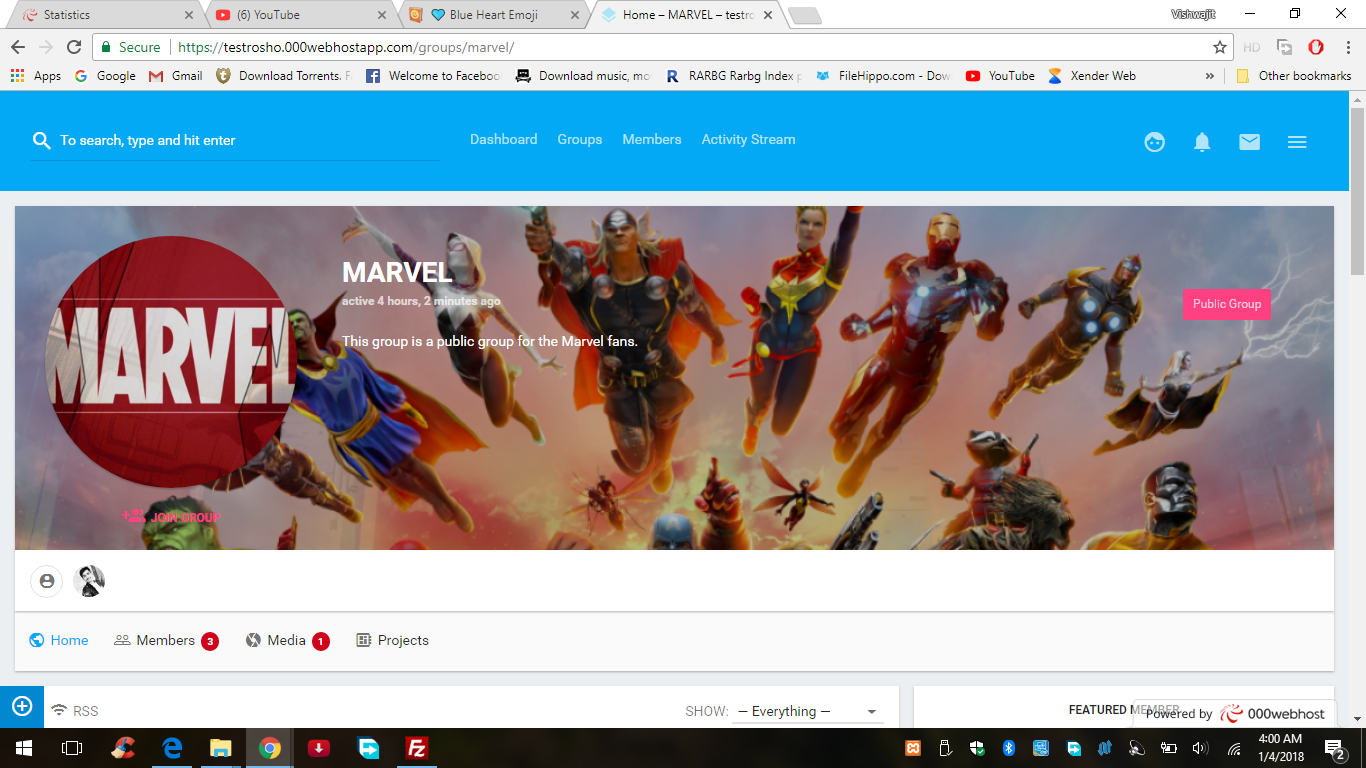 Statistics
(6) YouTube
💙 Blue Heart Emoji
Home – MARVEL – testro
Vishwajit
Secure
https://testrosho.000webhostapp.com/groups/marvel/
HD
Apps
Google
Gmail
Download Torrents. F
Welcome to Faceboo
Download music, mo
RARBG Rarbg Index p
FileHippo.com - Dow
YouTube
Xender Web
»
Other bookmarks
To search, type and hit enter
Dashboard
Groups
Members
Activity Stream
MARVEL
MARVEL
active 4 hours, 2 minutes ago
This group is a public group for the Marvel fans.
Public Group
JOIN GROUP
Home
Members 3
Media 1
Projects
RSS
SHOW: — Everything —
FEATURED MEMBER
Powered by 000webhost
4:00 AM
1/4/2018
2